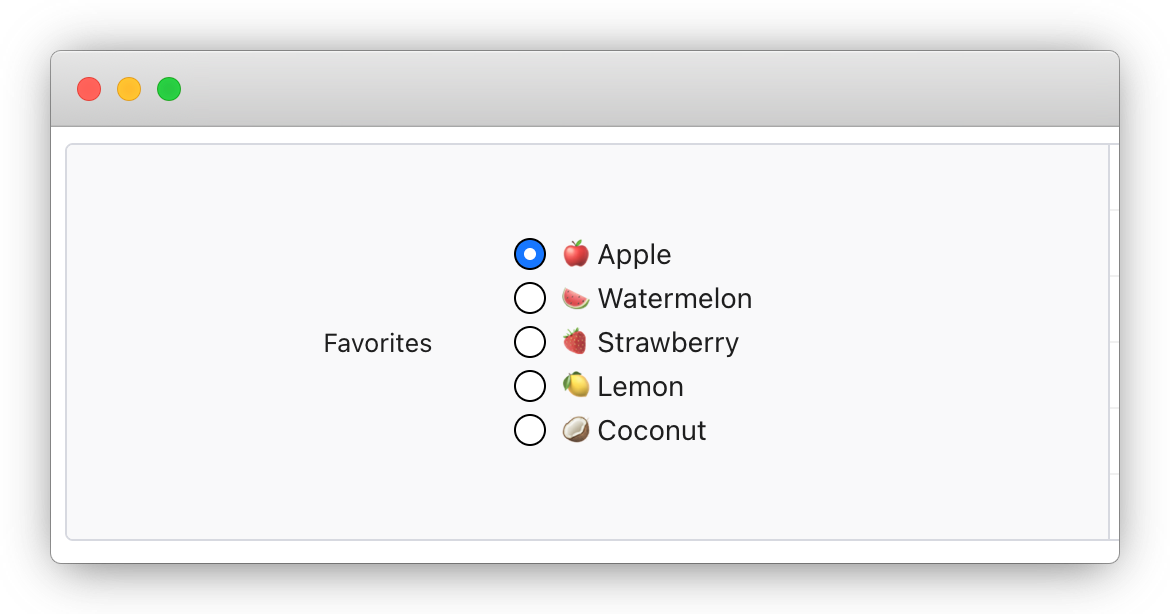 🍎 Apple
🍉 Watermelon
Favorites
🍓 Strawberry
🍋 Lemon
🥥 Coconut